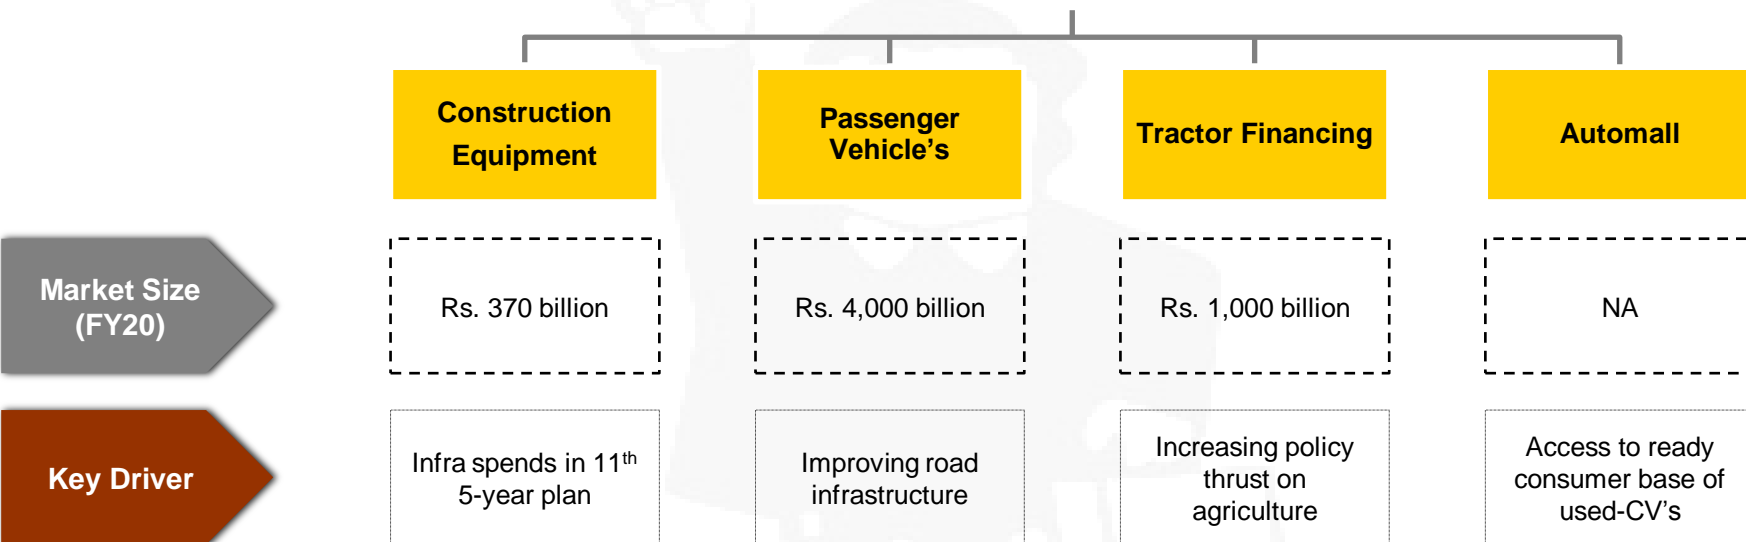 Construction
Equipment
Passenger
Vehicle’s
Tractor Financing
Automall
Market Size
(FY20)
Rs. 370 billion
Rs. 4,000 billion
Rs. 1,000 billion
NA
Key Driver
Infra spends in 11th
5-year plan
Improving road
infrastructure
Increasing policy
thrust on
agriculture
Access to ready
consumer base of
used-CV’s